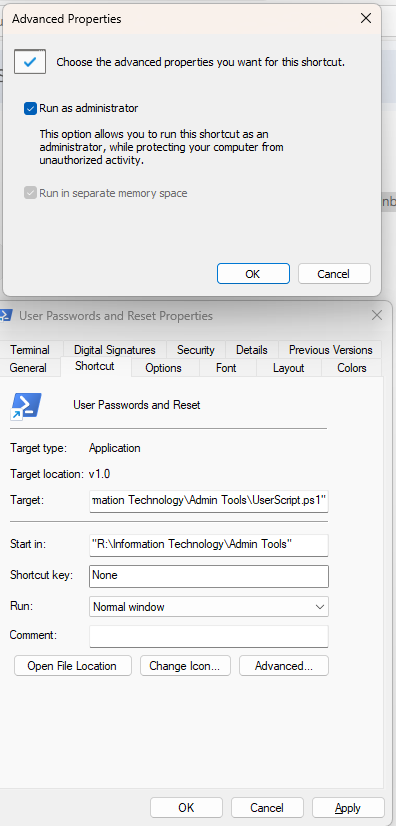 Advanced Properties
Choose the advanced properties you want for this shortcut.
Run as administrator
This option allows you to run this shortcut as an
administrator, while protecting your computer from
unauthorized activity.
Run in separate memory space
OK Cancel
User Passwords and Reset Properties
Terminal Digital Signatures Security Details Previous Versions
General Shortcut Options Font Layout Colors
User Passwords and Reset
Target type: Application
Target location: v1.0
Target: mation Technology\Admin Tools\UserScript.ps1"
Start in: "R:\Information Technology\Admin Tools"
Shortcut key: None
Run: Normal window
Comment:
Open File Location Change Icon... Advanced...
OK Cancel Apply